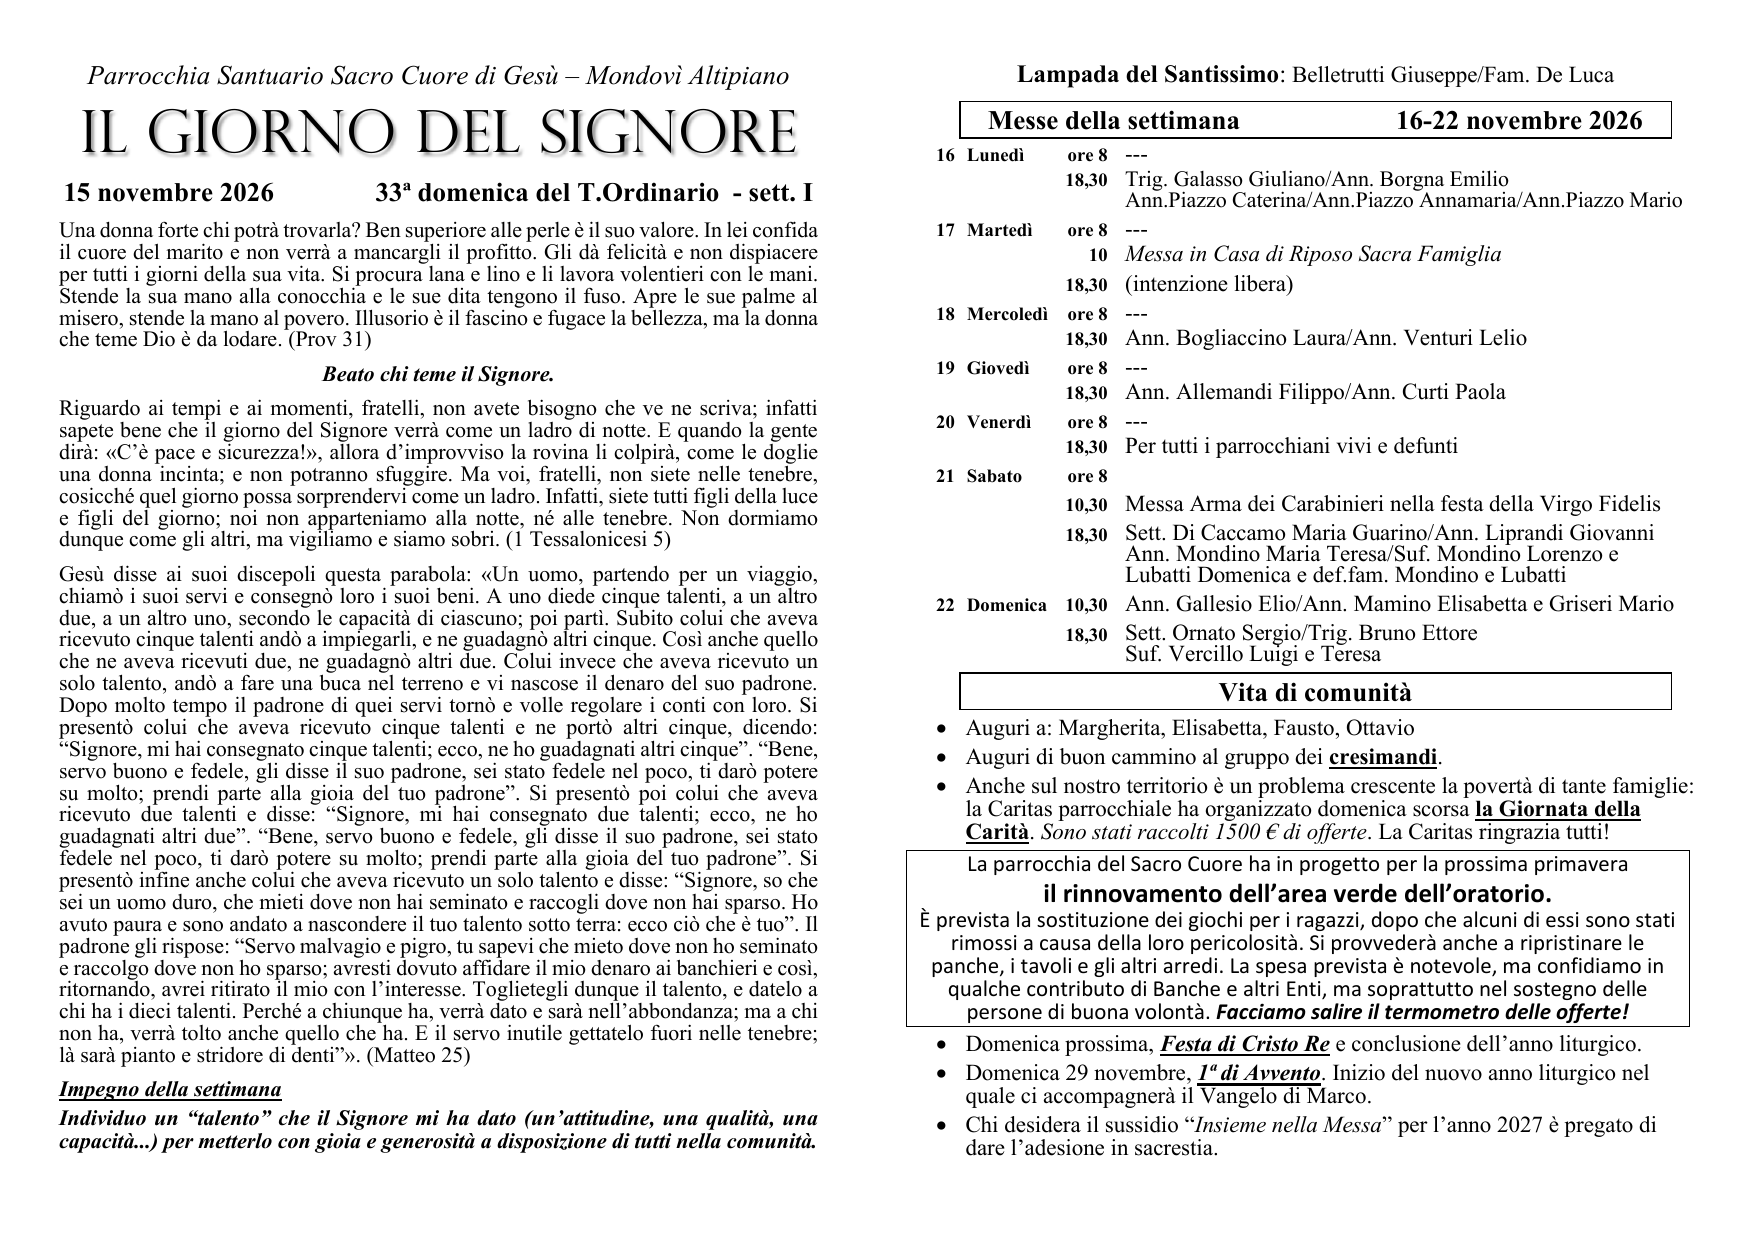 Parrocchia Santuario Sacro Cuore di Gesù – Mondovì Altipiano
IL GIORNO DEL SIGNORE
15 novembre 2026 33ª domenica del T.Ordinario - sett. I
Una donna forte chi potrà trovarla? Ben superiore alle perle è il suo valore. In lei confida
il cuore del marito e non verrà a mancargli il profitto. Gli dà felicità e non dispiacere
per tutti i giorni della sua vita. Si procura lana e lino e li lavora volentieri con le mani.
Stende la sua mano alla conocchia e le sue dita tengono il fuso. Apre le sue palme al
misero, stende la mano al povero. Illusorio è il fascino e fugace la bellezza, ma la donna
che teme Dio è da lodare. (Prov 31)
Beato chi teme il Signore.
Riguardo ai tempi e ai momenti, fratelli, non avete bisogno che ve ne scriva; infatti
sapete bene che il giorno del Signore verrà come un ladro di notte. E quando la gente
dirà: «C’è pace e sicurezza!», allora d’improvviso la rovina li colpirà, come le doglie
una donna incinta; e non potranno sfuggire. Ma voi, fratelli, non siete nelle tenebre,
cosicché quel giorno possa sorprendervi come un ladro. Infatti, siete tutti figli della luce
e figli del giorno; noi non apparteniamo alla notte, né alle tenebre. Non dormiamo
dunque come gli altri, ma vigiliamo e siamo sobri. (1 Tessalonicesi 5)
Gesù disse ai suoi discepoli questa parabola: «Un uomo, partendo per un viaggio,
chiamò i suoi servi e consegnò loro i suoi beni. A uno diede cinque talenti, a un altro
due, a un altro uno, secondo le capacità di ciascuno; poi partì. Subito colui che aveva
ricevuto cinque talenti andò a impiegarli, e ne guadagnò altri cinque. Così anche quello
che ne aveva ricevuti due, ne guadagnò altri due. Colui invece che aveva ricevuto un
solo talento, andò a fare una buca nel terreno e vi nascose il denaro del suo padrone.
Dopo molto tempo il padrone di quei servi tornò e volle regolare i conti con loro. Si
presentò colui che aveva ricevuto cinque talenti e ne portò altri cinque, dicendo:
“Signore, mi hai consegnato cinque talenti; ecco, ne ho guadagnati altri cinque”. “Bene,
servo buono e fedele, gli disse il suo padrone, sei stato fedele nel poco, ti darò potere
su molto; prendi parte alla gioia del tuo padrone”. Si presentò poi colui che aveva
ricevuto due talenti e disse: “Signore, mi hai consegnato due talenti; ecco, ne ho
guadagnati altri due”. “Bene, servo buono e fedele, gli disse il suo padrone, sei stato
fedele nel poco, ti darò potere su molto; prendi parte alla gioia del tuo padrone”. Si
presentò infine anche colui che aveva ricevuto un solo talento e disse: “Signore, so che
sei un uomo duro, che mieti dove non hai seminato e raccogli dove non hai sparso. Ho
avuto paura e sono andato a nascondere il tuo talento sotto terra: ecco ciò che è tuo”. Il
padrone gli rispose: “Servo malvagio e pigro, tu sapevi che mieto dove non ho seminato
e raccolgo dove non ho sparso; avresti dovuto affidare il mio denaro ai banchieri e così,
ritornando, avrei ritirato il mio con l’interesse. Toglietegli dunque il talento, e datelo a
chi ha i dieci talenti. Perché a chiunque ha, verrà dato e sarà nell’abbondanza; ma a chi
non ha, verrà tolto anche quello che ha. E il servo inutile gettatelo fuori nelle tenebre;
là sarà pianto e stridore di denti”». (Matteo 25)
Impegno della settimana
Individuo un “talento” che il Signore mi ha dato (un’attitudine, una qualità, una
capacità...) per metterlo con gioia e generosità a disposizione di tutti nella comunità.
Lampada del Santissimo: Belletrutti Giuseppe/Fam. De Luca
Messe della settimana 16-22 novembre 2026
16 Lunedì ore 8 ---
18,30 Trig. Galasso Giuliano/Ann. Borgna Emilio
Ann.Piazzo Caterina/Ann.Piazzo Annamaria/Ann.Piazzo Mario
17 Martedì ore 8 ---
10 Messa in Casa di Riposo Sacra Famiglia
18,30 (intenzione libera)
18 Mercoledì ore 8 ---
18,30 Ann. Bogliaccino Laura/Ann. Venturi Lelio
19 Giovedì ore 8 ---
18,30 Ann. Allemandi Filippo/Ann. Curti Paola
20 Venerdì ore 8 ---
18,30 Per tutti i parrocchiani vivi e defunti
21 Sabato ore 8
10,30 Messa Arma dei Carabinieri nella festa della Virgo Fidelis
18,30 Sett. Di Caccamo Maria Guarino/Ann. Liprandi Giovanni
Ann. Mondino Maria Teresa/Suf. Mondino Lorenzo e
Lubatti Domenica e def.fam. Mondino e Lubatti
22 Domenica 10,30 Ann. Gallesio Elio/Ann. Mamino Elisabetta e Griseri Mario
18,30 Sett. Ornato Sergio/Trig. Bruno Ettore
Suf. Vercillo Luigi e Teresa
Vita di comunità
• Auguri a: Margherita, Elisabetta, Fausto, Ottavio
• Auguri di buon cammino al gruppo dei cresimandi.
• Anche sul nostro territorio è un problema crescente la povertà di tante famiglie:
la Caritas parrocchiale ha organizzato domenica scorsa la Giornata della
Carità. Sono stati raccolti 1500 € di offerte. La Caritas ringrazia tutti!
La parrocchia del Sacro Cuore ha in progetto per la prossima primavera
il rinnovamento dell’area verde dell’oratorio.
È prevista la sostituzione dei giochi per i ragazzi, dopo che alcuni di essi sono stati
rimossi a causa della loro pericolosità. Si provvederà anche a ripristinare le
panche, i tavoli e gli altri arredi. La spesa prevista è notevole, ma confidiamo in
qualche contributo di Banche e altri Enti, ma soprattutto nel sostegno delle
persone di buona volontà. Facciamo salire il termometro delle offerte!
• Domenica prossima, Festa di Cristo Re e conclusione dell’anno liturgico.
• Domenica 29 novembre, 1ª di Avvento. Inizio del nuovo anno liturgico nel
quale ci accompagnerà il Vangelo di Marco.
• Chi desidera il sussidio “Insieme nella Messa” per l’anno 2027 è pregato di
dare l’adesione in sacrestia.